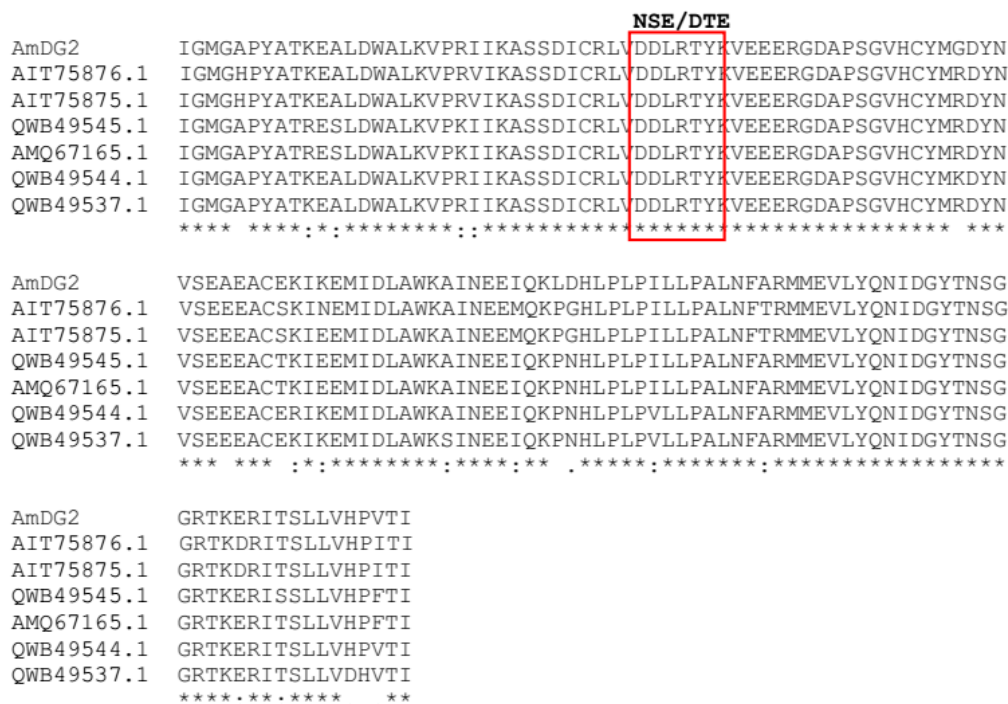 NSE/DTE
AmDG2 IGMGAPYATKEALDWALKVPRIIKASSDICRLVDDLRTYKVEEERGDAPSGVHCYMGDYN
AIT75876.1 IGMGHPYATKEALDWALKVPRVIKASSDICRLVDDLRTYKVEEERGDAPSGVHCYMRDYN
AIT75875.1 IGMGHPYATKEALDWALKVPRVIKASSDICRLVDDLRTYKVEEERGDAPSGVHCYMRDYN
QWB49545.1 IGMGAPYATRESLDWALKVPKIIKASSDICRLVDDLRTYKVEEERGDAPSGVHCYMRDYN
AMQ67165.1 IGMGAPYATRESLDWALKVPKIIKASSDICRLVDDLRTYKVEEERGDAPSGVHCYMRDYN
QWB49544.1 IGMGAPYATKEALDWALKVPRIIKASSDICRLVDDLRTYKVEEERGDAPSGVHCYMKDYN
QWB49537.1 IGMGAPYATKEALDWALKVPRIIKASSDICRLVDDLRTYKVEEERGDAPSGVHCYMRDYN
**** ****:*:********::********************************** ***
AmDG2 VSEAEACEKIKEMIDLAWKAINEEIQKLDHLPLPILLPALNFARMMEVLYQNIDGYTNSG
AIT75876.1 VSEEEACSKINEMIDLAWKAINEEMQKPGHLPLPILLPALNFTRMMEVLYQNIDGYTNSG
AIT75875.1 VSEEEACSKIKEMIDLAWKAINEEMQKPGHLPLPILLPALNFTRMMEVLYQNIDGYTNSG
QWB49545.1 VSEEEACTKIEEMIDLAWKAINEEIQKPNHLPLPILLPALNFARMMEVLYQNIDGYTNSG
AMQ67165.1 VSEEEACTKIEEMIDLAWKAINEEIQKPNHLPLPILLPALNFARMMEVLYQNIDGYTNSG
QWB49544.1 VSEEEACERIKEMIDLAWKAINEEIQKPNHLPLPVLLPALNFARMMEVLYQNIDGYTNSG
QWB49537.1 VSEEEACEKIKEMIDLAWKSINEEIQKPNHLPLPVLLPALNFARMMEVLYQNIDGYTNSG
*** *** :*:********:****:** .*****:*******:*****************
AmDG2 GRTKERITSLLVHPVTI
AIT75876.1 GRTKDRITSLLVHPITI
AIT75875.1 GRTKDRITSLLVHPITI
QWB49545.1 GRTKERISSLLVHPFTI
AMQ67165.1 GRTKERITSLLVHPFTI
QWB49544.1 GRTKERITSLLVHPVTI
QWB49537.1 GRTKERITSLLVDHVTI
****·**·**** **